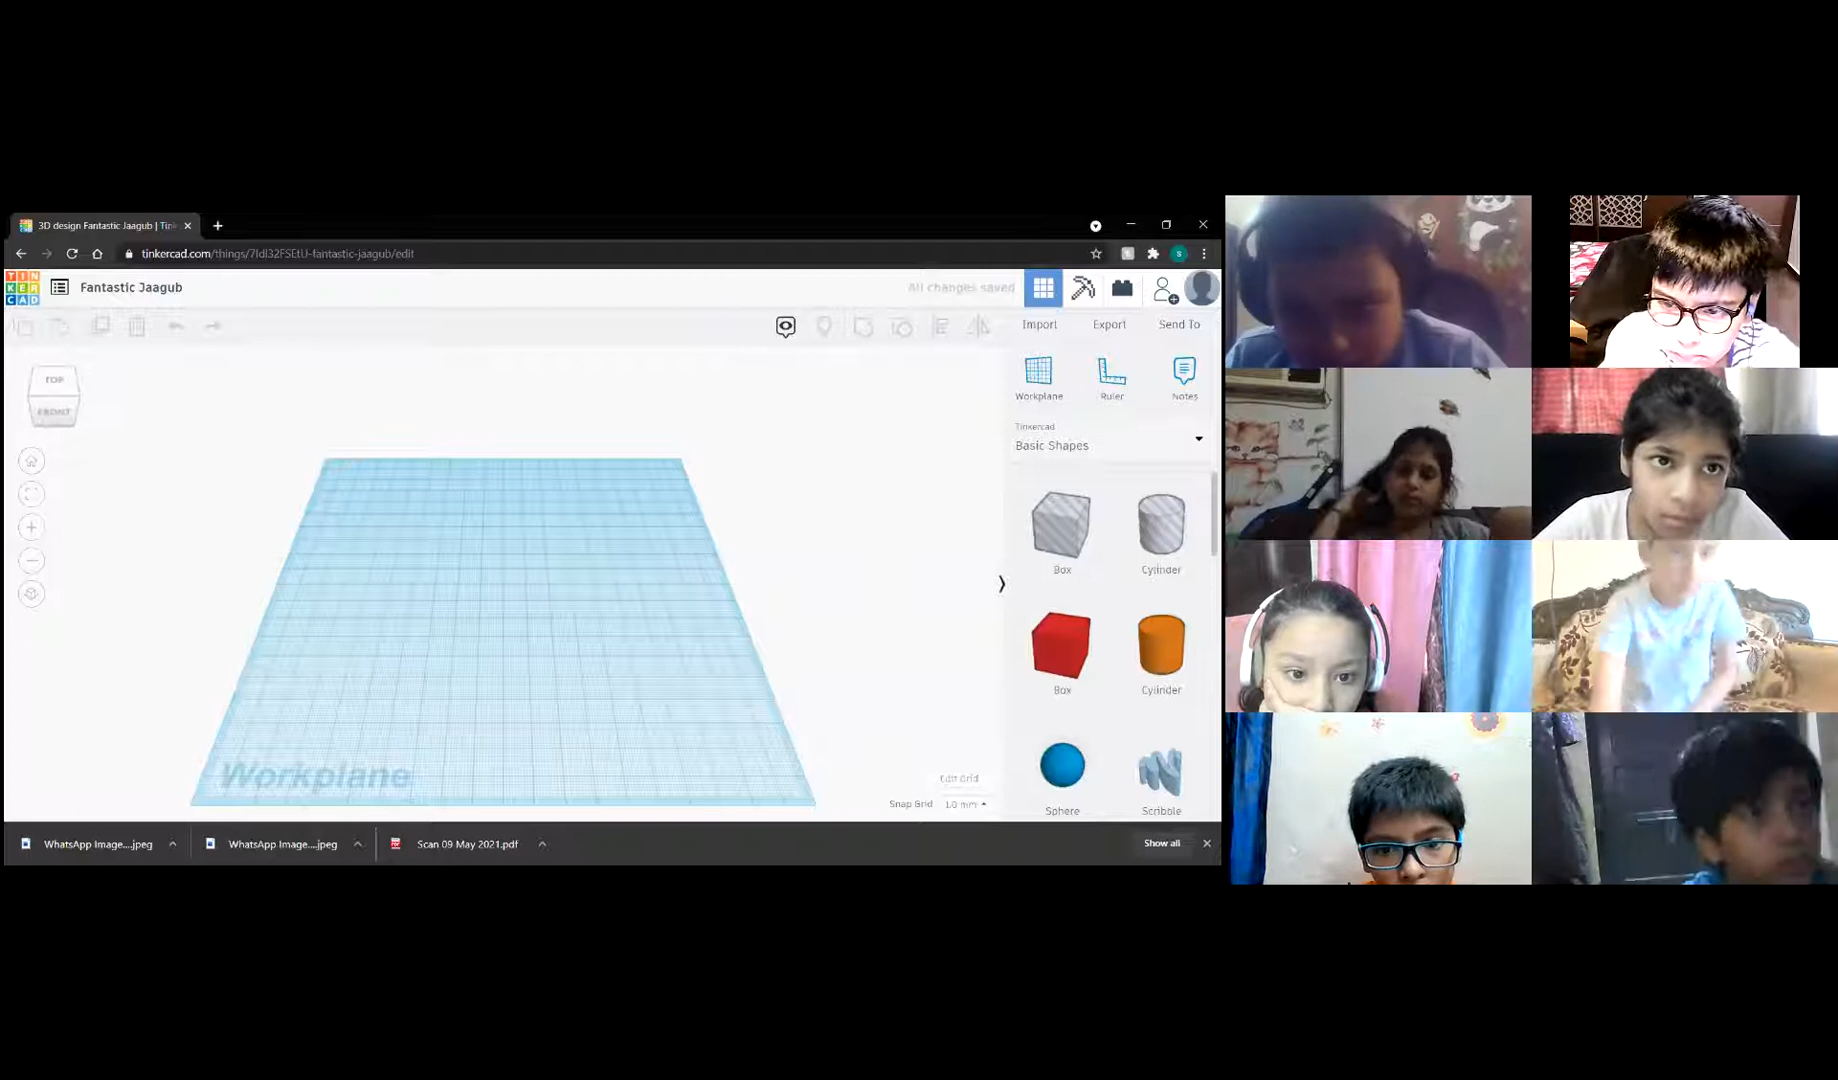 3D design Fantastic Jaagub | Tink
tinkercad.com/things/7IdI32FSEtU-fantastic-jaagub/edit
S
TIN
KER
CAD
Fantastic Jaagub
All changes saved
Import
Export
Send To
TOP
FRONT
Workplane
Ruler
Notes
Tinkercad
Basic Shapes
Box
Cylinder
Box
Cylinder
Sphere
Scribble
Workplane
Edit Grid
Snap Grid
1.0 mm
WhatsApp Image....jpeg
WhatsApp Image....jpeg
Scan 09 May 2021.pdf
Show all